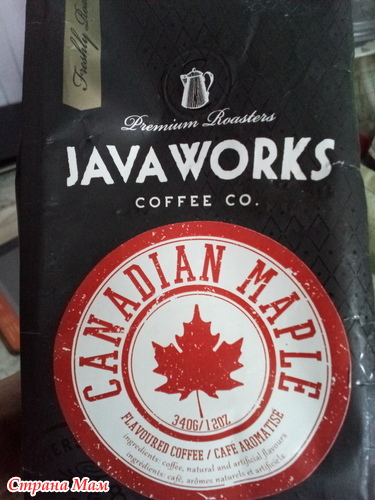 Freshly
Premium Roasters
JAVAWORKS
COFFEE CO.
CANADIAN MAPLE
340G/12OZ
FLAVOURED COFFEE / CAFÉ AROMATISE
ingredients: coffee, natural and artificial flavours
ingrédients: café, arômes naturels et artificiels
Страна Мам